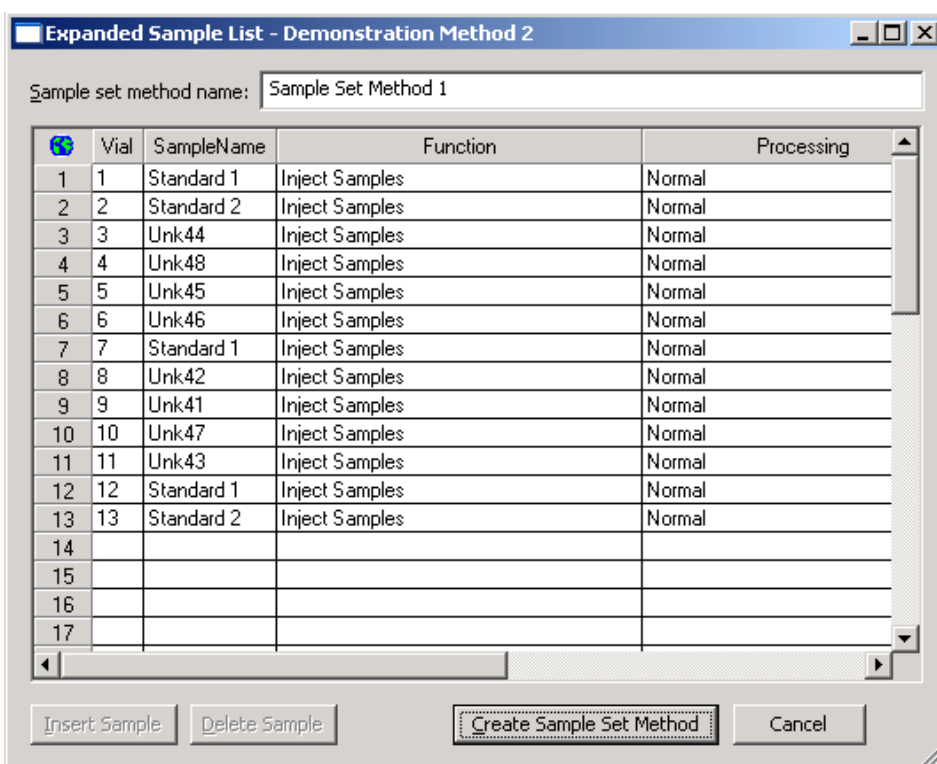 Expanded Sample List - Demonstration Method 2
Sample set method name: Sample Set Method 1
Vial SampleName Function Processing
1 1 Standard 1 Inject Samples Normal
2 2 Standard 2 Inject Samples Normal
3 3 Unk44 Inject Samples Normal
4 4 Unk48 Inject Samples Normal
5 5 Unk45 Inject Samples Normal
6 6 Unk46 Inject Samples Normal
7 7 Standard 1 Inject Samples Normal
8 8 Unk42 Inject Samples Normal
9 9 Unk41 Inject Samples Normal
10 10 Unk47 Inject Samples Normal
11 11 Unk43 Inject Samples Normal
12 12 Standard 1 Inject Samples Normal
13 13 Standard 2 Inject Samples Normal
14
15
16
17
Insert Sample Delete Sample Create Sample Set Method Cancel